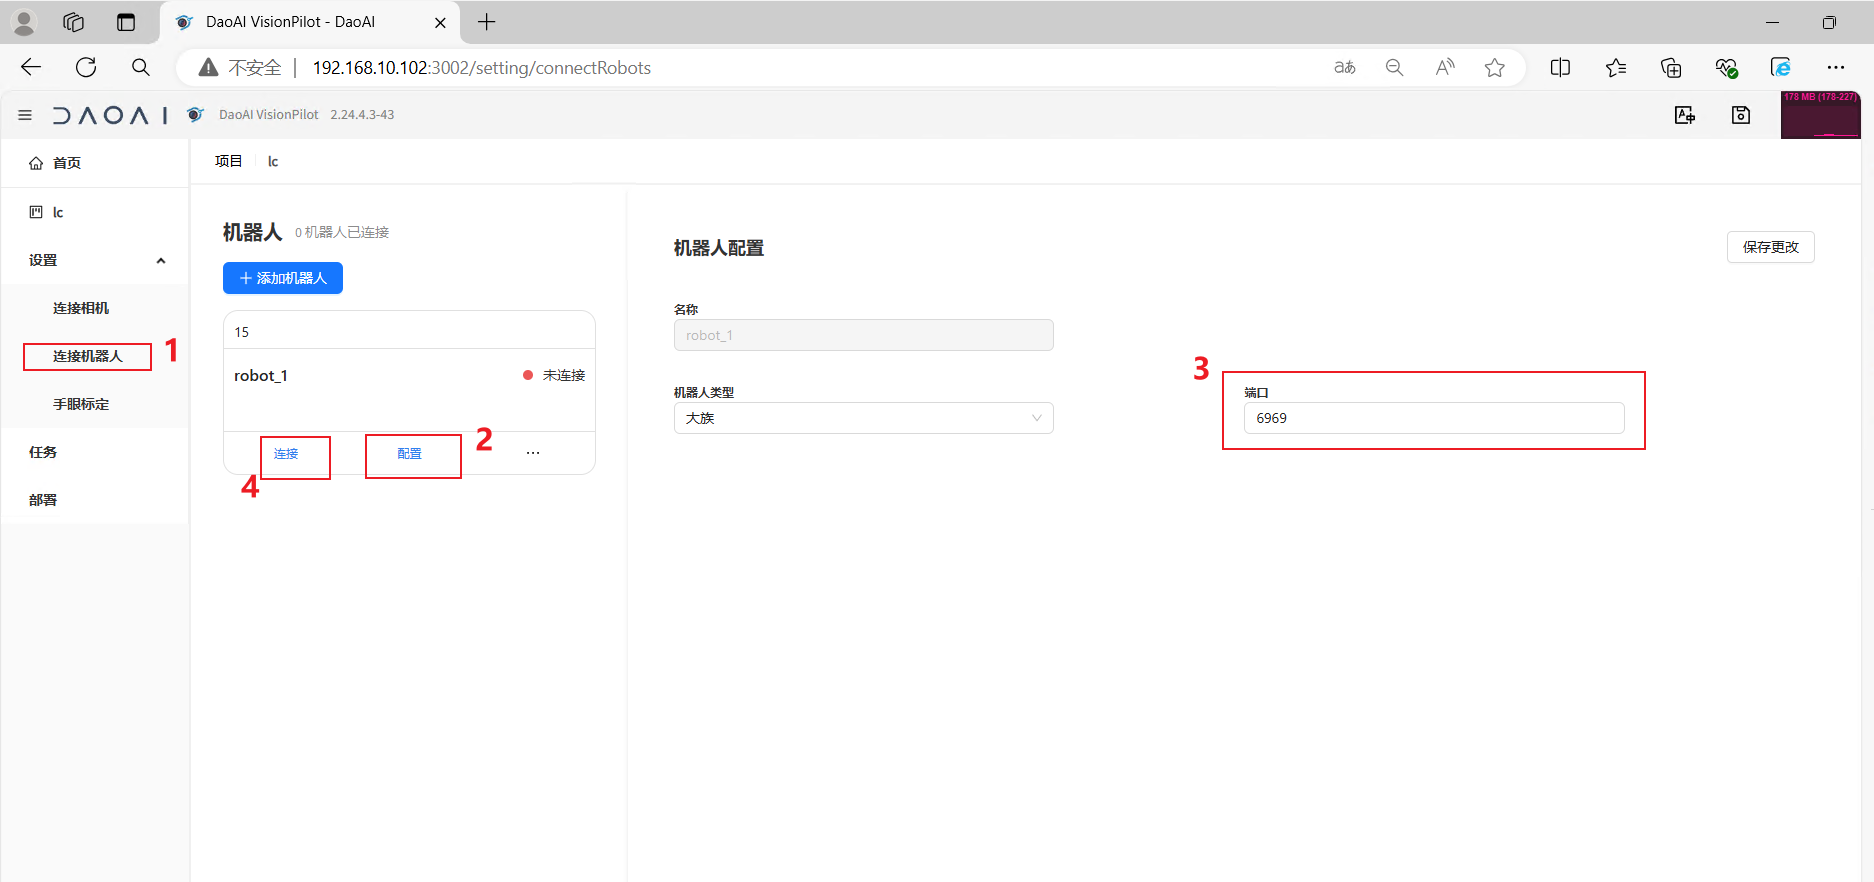 DaoAI VisionPilot - DaoAI
不安全 | 192.168.10.102:3002/setting/connectRobots
aあ
A
DAOAI DaoAI VisionPilot 2.24.4.3-43
178 MB (178-227)
首页
项目 lc
lc
设置
连接相机
连接机器人 1
手眼标定
任务
部署
机器人 0 机器人已连接
+ 添加机器人
15
robot_1 未连接
连接 配置 ... 2
4
机器人配置 保存更改
名称
robot_1
机器人类型
大族
3
端口
6969